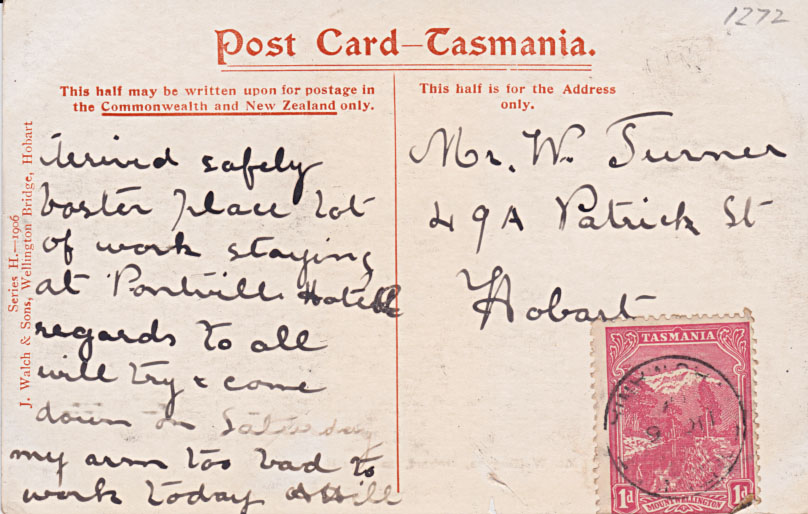 1272
Post Card–Tasmania.
This half may be written upon for postage in
the Commonwealth and New Zealand only.
This half is for the Address
only.
Series H.—1906
J. Walch & Sons, Wellington Bridge, Hobart
Arrived safely
place lot
of work staying
at Pontville Hotel
regards to all
will try & come
down on Saturday
my arm too bad to
work today
Mr. W. Turner
49A Patrick St
Hobart
TASMANIA
1d MOUNT WELLINGTON 1d